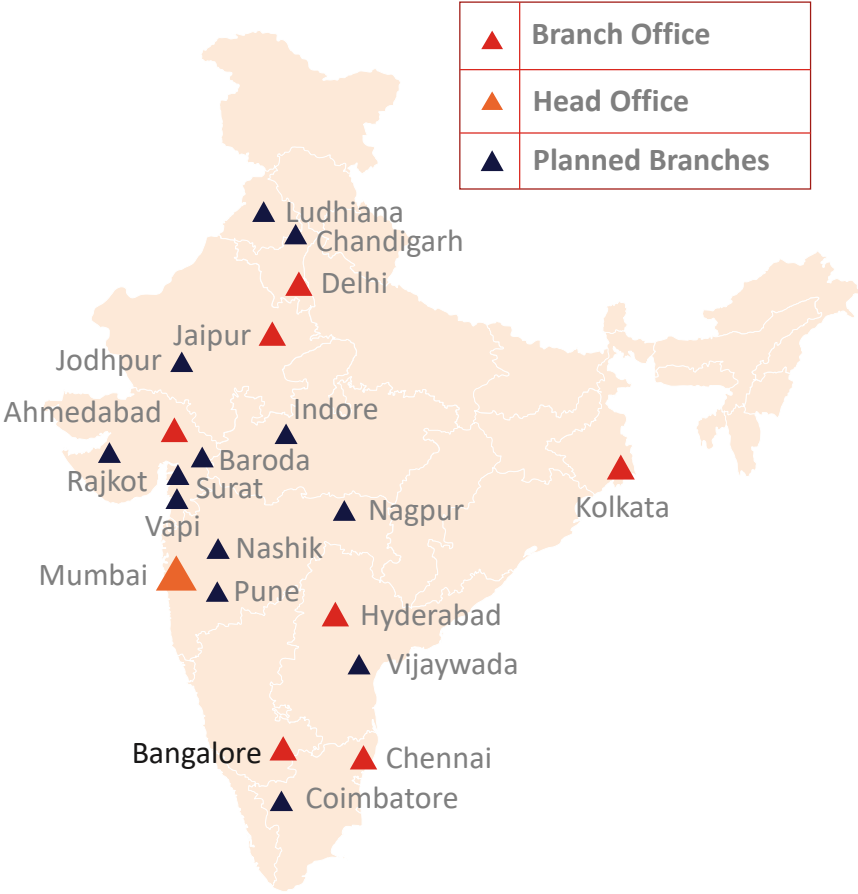 Branch Office
Head Office
Planned Branches
Ludhiana
Chandigarh
Delhi
Jaipur
Jodhpur
Ahmedabad
Indore
Baroda
Rajkot
Surat
Vapi
Nagpur
Kolkata
Nashik
Mumbai
Pune
Hyderabad
Vijaywada
Bangalore
Chennai
Coimbatore